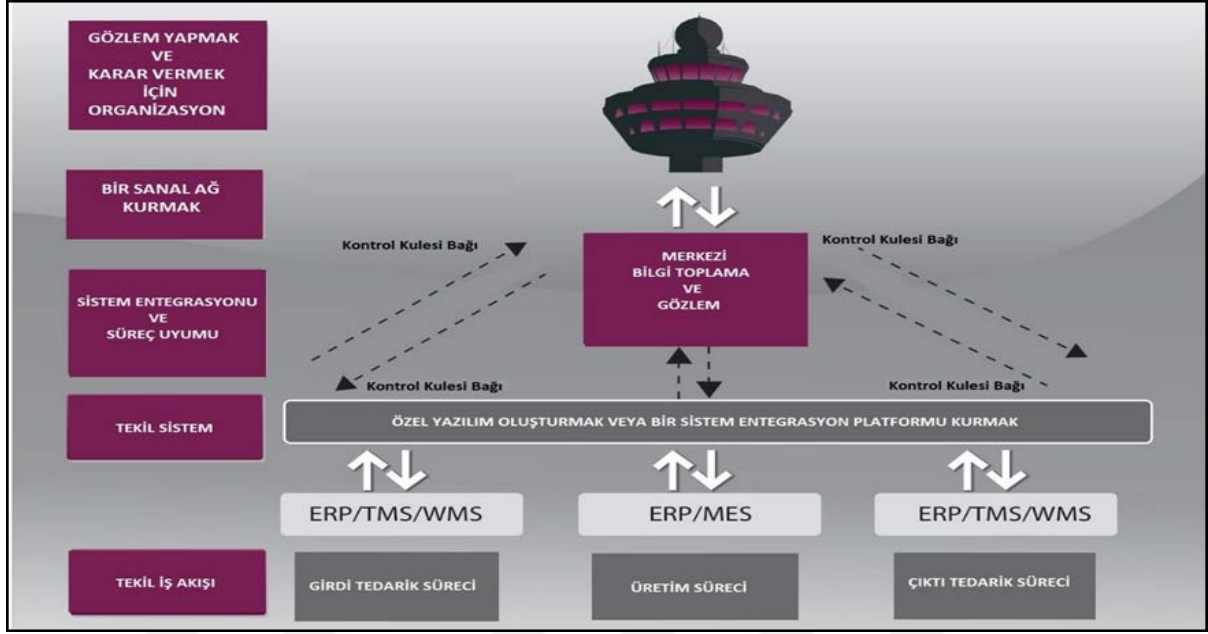 GÖZLEM YAPMAK
VE
KARAR VERMEK
İÇİN
ORGANİZASYON
BİR SANAL AĞ
KURMAK
Kontrol Kulesi Bağı
MERKEZİ
BİLGİ TOPLAMA
VE
GÖZLEM
Kontrol Kulesi Bağı
SİSTEM ENTEGRASYONU
VE
SÜREÇ UYUMU
Kontrol Kulesi Bağı
Kontrol Kulesi Bağı
TEKİL SİSTEM
ÖZEL YAZILIM OLUŞTURMAK VEYA BİR SİSTEM ENTEGRASYON PLATFORMU KURMAK
ERP/TMS/WMS
ERP/MES
ERP/TMS/WMS
TEKİL İŞ AKIŞI
GİRDİ TEDARİK SÜRECİ
ÜRETİM SÜRECİ
ÇIKTI TEDARİK SÜRECİ